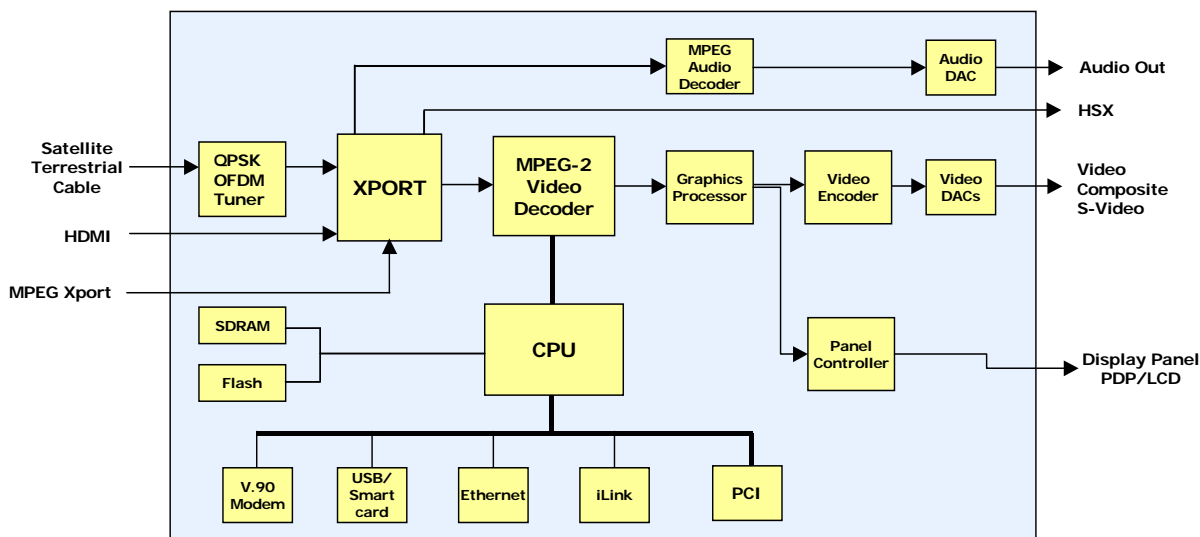 MPEG
Audio
Decoder
Audio
DAC
Audio Out
HSX
Satellite
Terrestrial
Cable
QPSK
OFDM
Tuner
XPORT
MPEG-2
Video
Decoder
Graphics
Processor
Video
Encoder
Video
DACs
Video
Composite
S-Video
HDMI
MPEG Xport
SDRAM
Flash
CPU
Panel
Controller
Display Panel
PDP/LCD
V.90
Modem
USB/
Smart
card
Ethernet
iLink
PCI